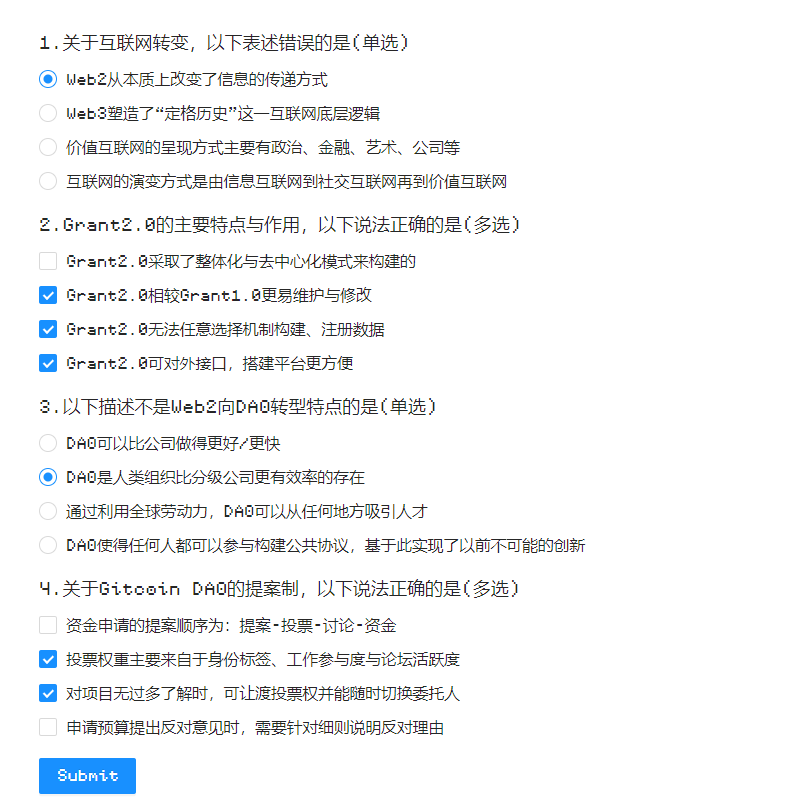 1.关于互联网转变，以下表述错误的是(单选)
Web2从本质上改变了信息的传递方式
Web3塑造了“定格历史”这一互联网底层逻辑
价值互联网的呈现方式主要有政治、金融、艺术、公司等
互联网的演变方式是由信息互联网到社交互联网再到价值互联网
2.Grant2.0的主要特点与作用，以下说法正确的是(多选)
Grant2.0采取了整体化与去中心化模式来构建的
Grant2.0相较Grant1.0更易维护与修改
Grant2.0无法任意选择机制构建、注册数据
Grant2.0可对外接口，搭建平台更方便
3.以下描述不是Web2向DAO转型特点的是(单选)
DAO可以比公司做得更好/更快
DAO是人类组织比分级公司更有效率的存在
通过利用全球劳动力，DAO可以从任何地方吸引人才
DAO使得任何人都可以参与构建公共协议，基于此实现了以前不可能的创新
4.关于Gitcoin DAO的提案制，以下说法正确的是(多选)
资金申请的提案顺序为：提案-投票-讨论-资金
投票权重主要来自于身份标签、工作参与度与论坛活跃度
对项目无过多了解时，可让渡投票权并能随时切换委托人
申请预算提出反对意见时，需要针对细则说明反对理由
Submit